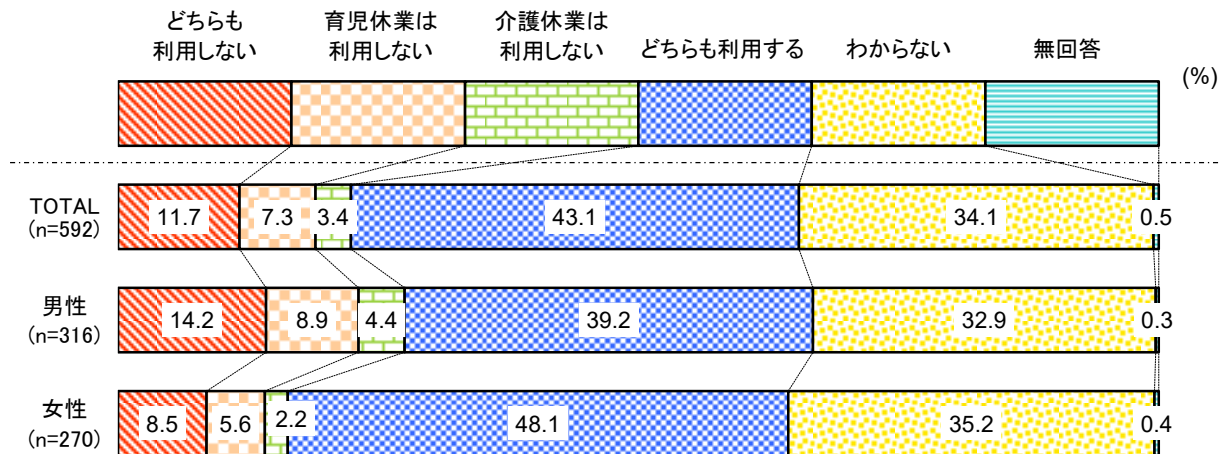 どちらも
利用しない
育児休業は
利用しない
介護休業は
利用しない
どちらも利用する
わからない
無回答
(%)
TOTAL
(n=592)
11.7
7.3
3.4
43.1
34.1
0.5
男性
(n=316)
14.2
8.9
4.4
39.2
32.9
0.3
女性
(n=270)
8.5
5.6
2.2
48.1
35.2
0.4